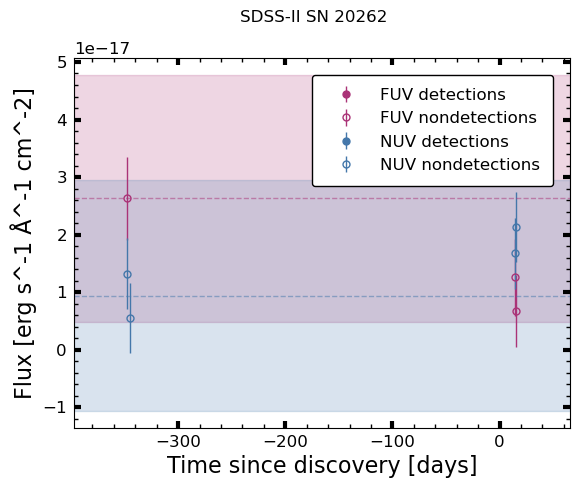 SDSS-II SN 20262
1e−17
5
4
3
2
1
0
−1
FUV detections
FUV nondetections
NUV detections
NUV nondetections
Flux [erg s^-1 Å^-1 cm^-2]
−300
−200
−100
0
Time since discovery [days]